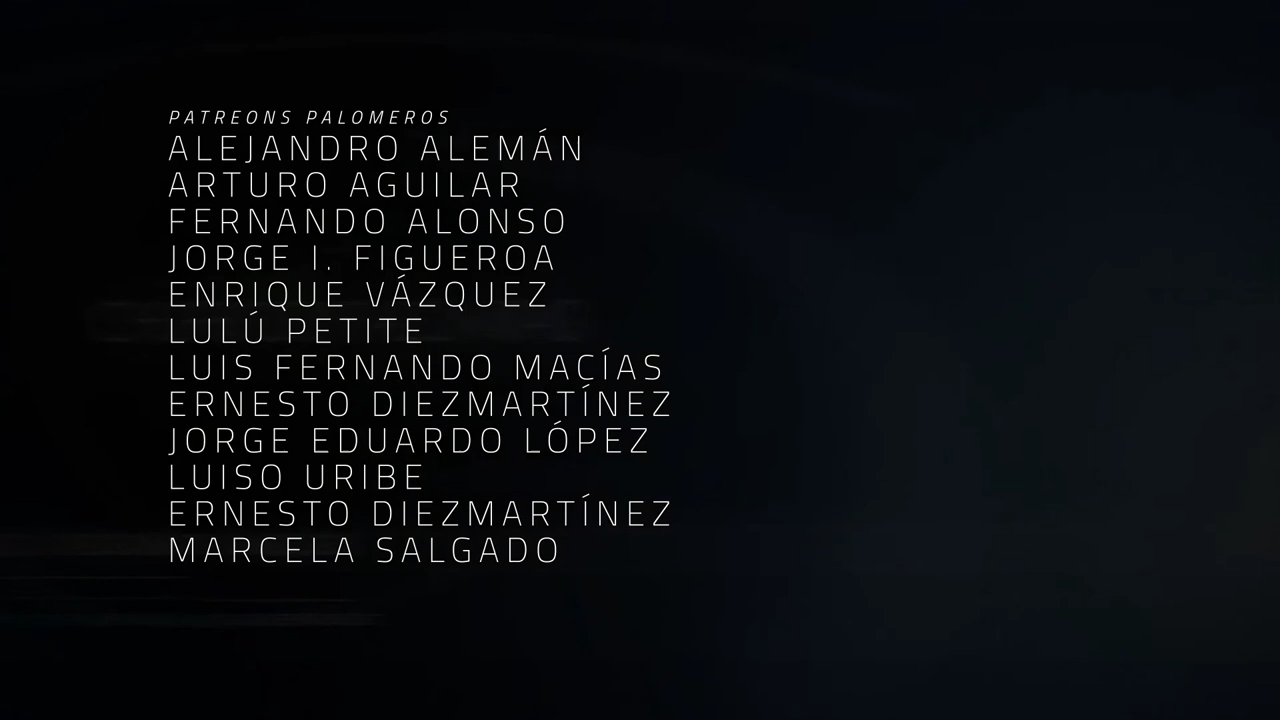 PATREONS PALOMEROS
ALEJANDRO ALEMÁN
ARTURO AGUILAR
FERNANDO ALONSO
JORGE I. FIGUEROA
ENRIQUE VÁZQUEZ
LULÚ PETITE
LUIS FERNANDO MACÍAS
ERNESTO DIEZMARTÍNEZ
JORGE EDUARDO LÓPEZ
LUISO URIBE
ERNESTO DIEZMARTÍNEZ
MARCELA SALGADO